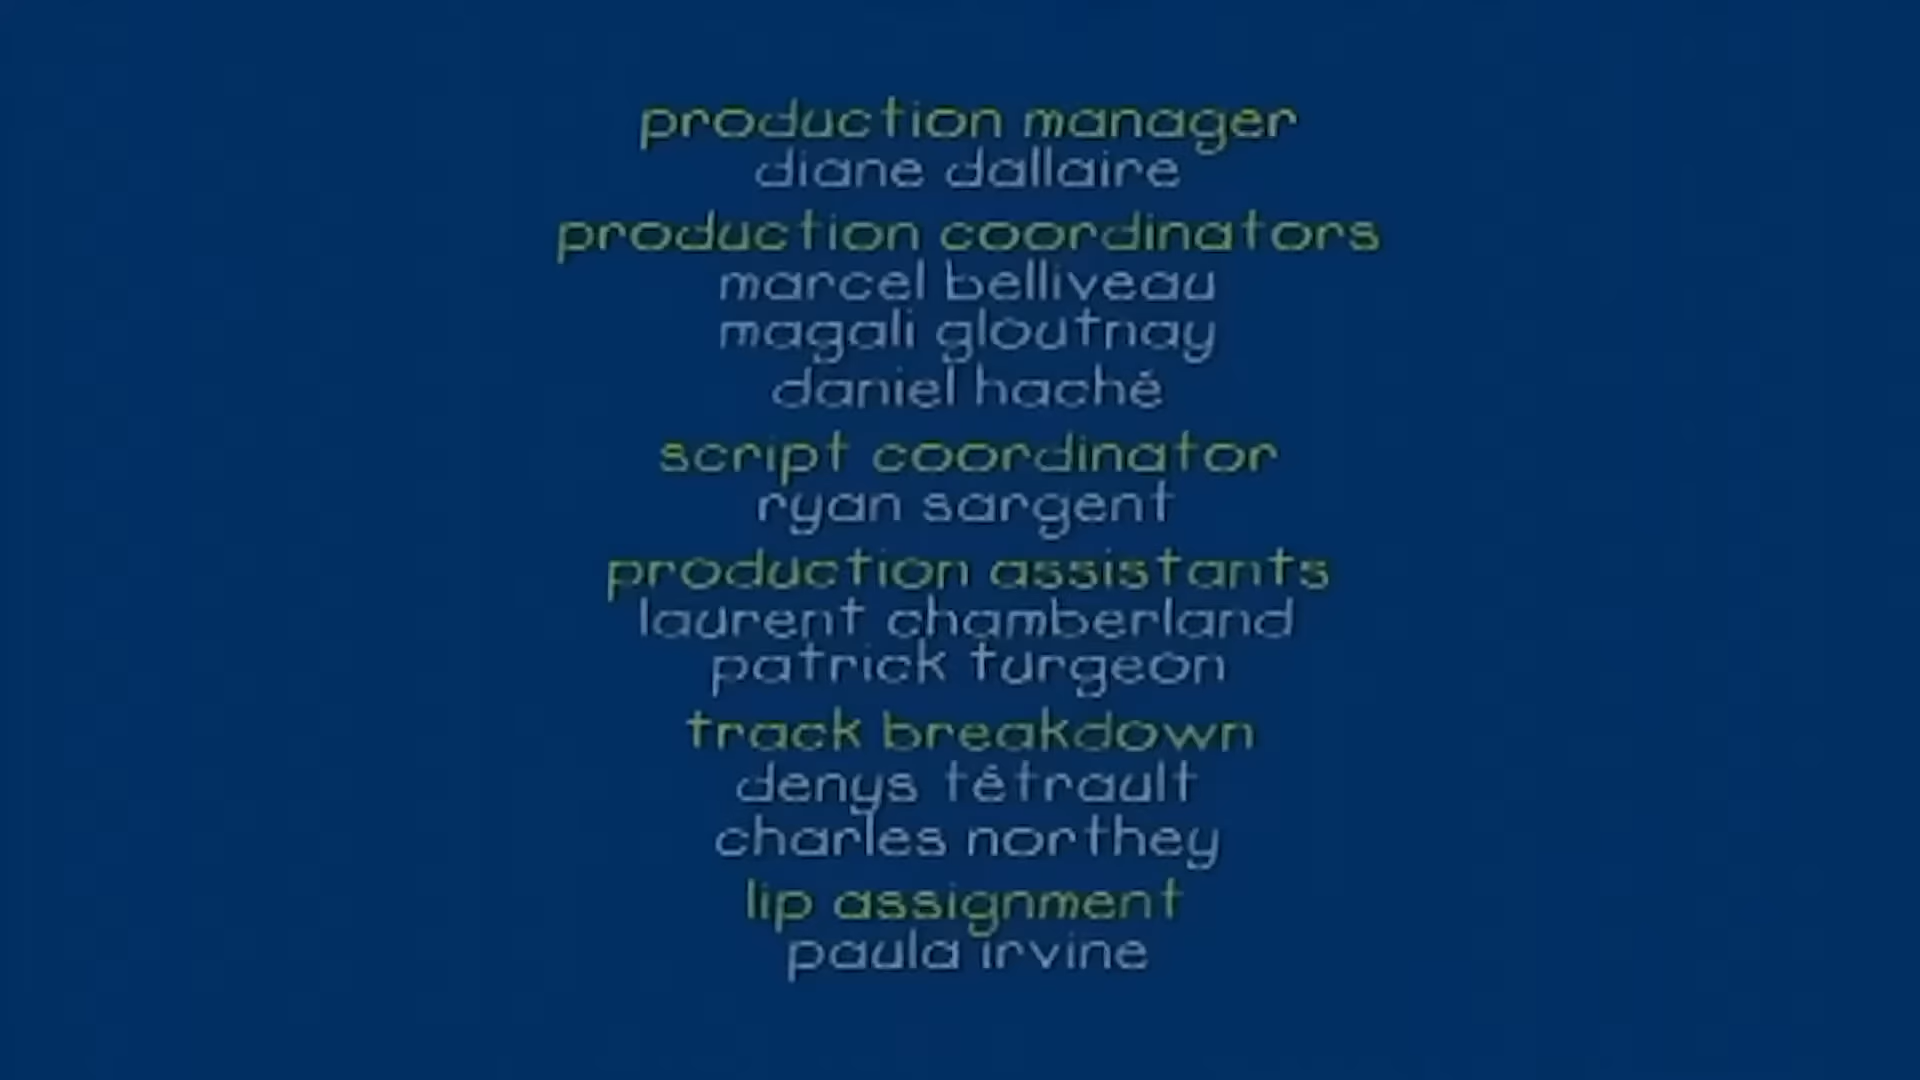 production manager
diane dallaire
production coordinators
marcel belliveau
magali gloutnay
daniel haché
script coordinator
ryan sargent
production assistants
laurent chamberland
patrick turgeon
track breakdown
denys tétrault
charles northey
lip assignment
paula irvine